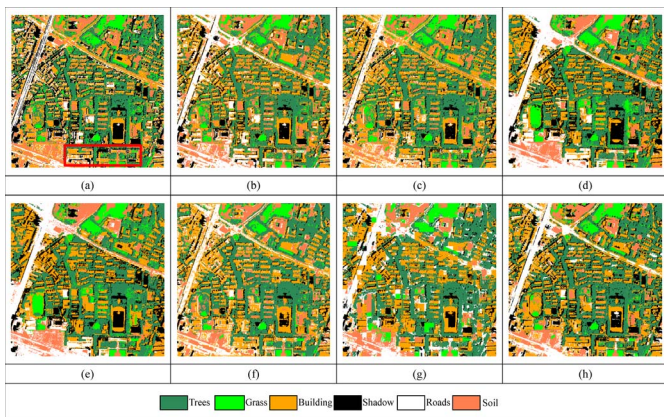 (a) (b) (c) (d)
(e) (f) (g) (h)
Trees Grass Building Shadow Roads Soil